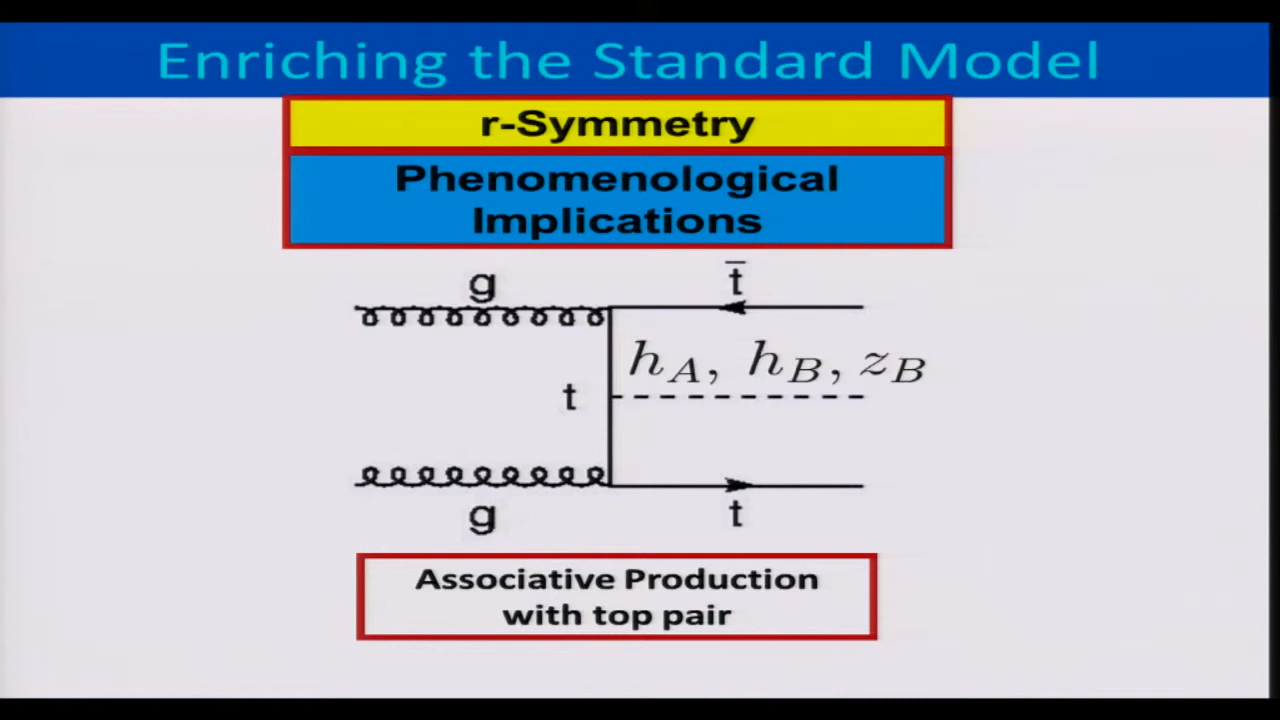 Enriching the Standard Model
r-Symmetry
Phenomenological
Implications
g
t̄
h_A, h_B, z_B
t
g
t
Associative Production
with top pair